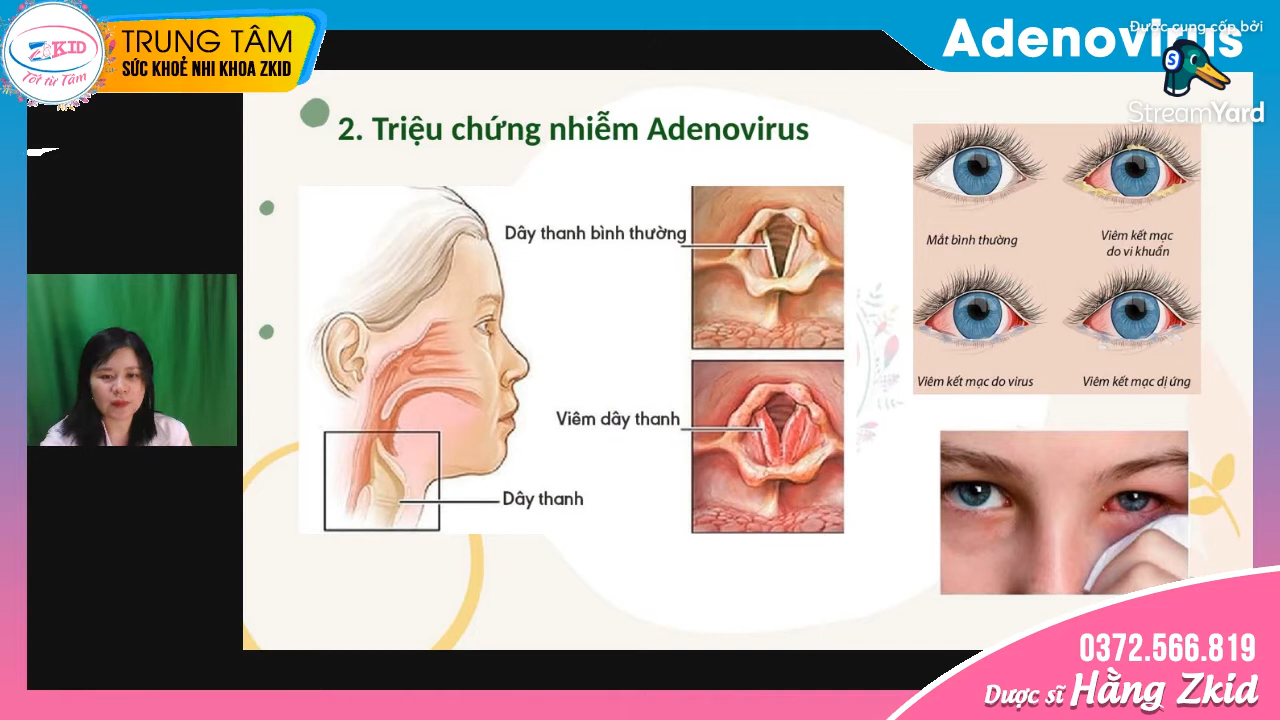 ZKID
Tốt từ Tâm
TRUNG TÂM
SỨC KHOẺ NHI KHOA ZKID
Adenovirus
Được cung cấp bởi
S
StreamYard
2. Triệu chứng nhiễm Adenovirus
Dây thanh bình thường
Viêm dây thanh
Dây thanh
Mắt bình thường
Viêm kết mạc
do vi khuẩn
Viêm kết mạc do virus
Viêm kết mạc dị ứng
0372.566.819
Dược sĩ Hằng Zkid